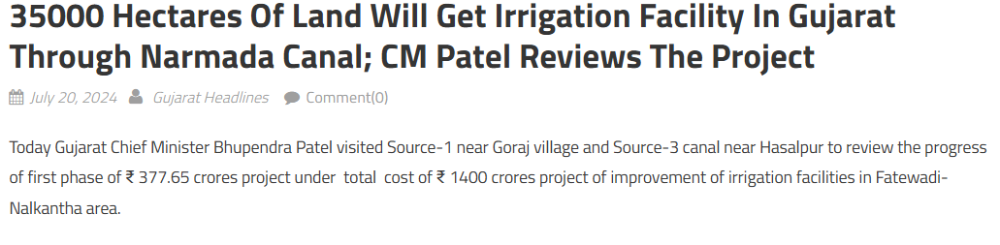 35000 Hectares Of Land Will Get Irrigation Facility In Gujarat
Through Narmada Canal; CM Patel Reviews The Project
July 20, 2024 Gujarat Headlines Comment(0)
Today Gujarat Chief Minister Bhupendra Patel visited Source-1 near Goraj village and Source-3 canal near Hasalpur to review the progress
of first phase of ₹ 377.65 crores project under total cost of ₹ 1400 crores project of improvement of irrigation facilities in Fatewadi-
Nalkantha area.